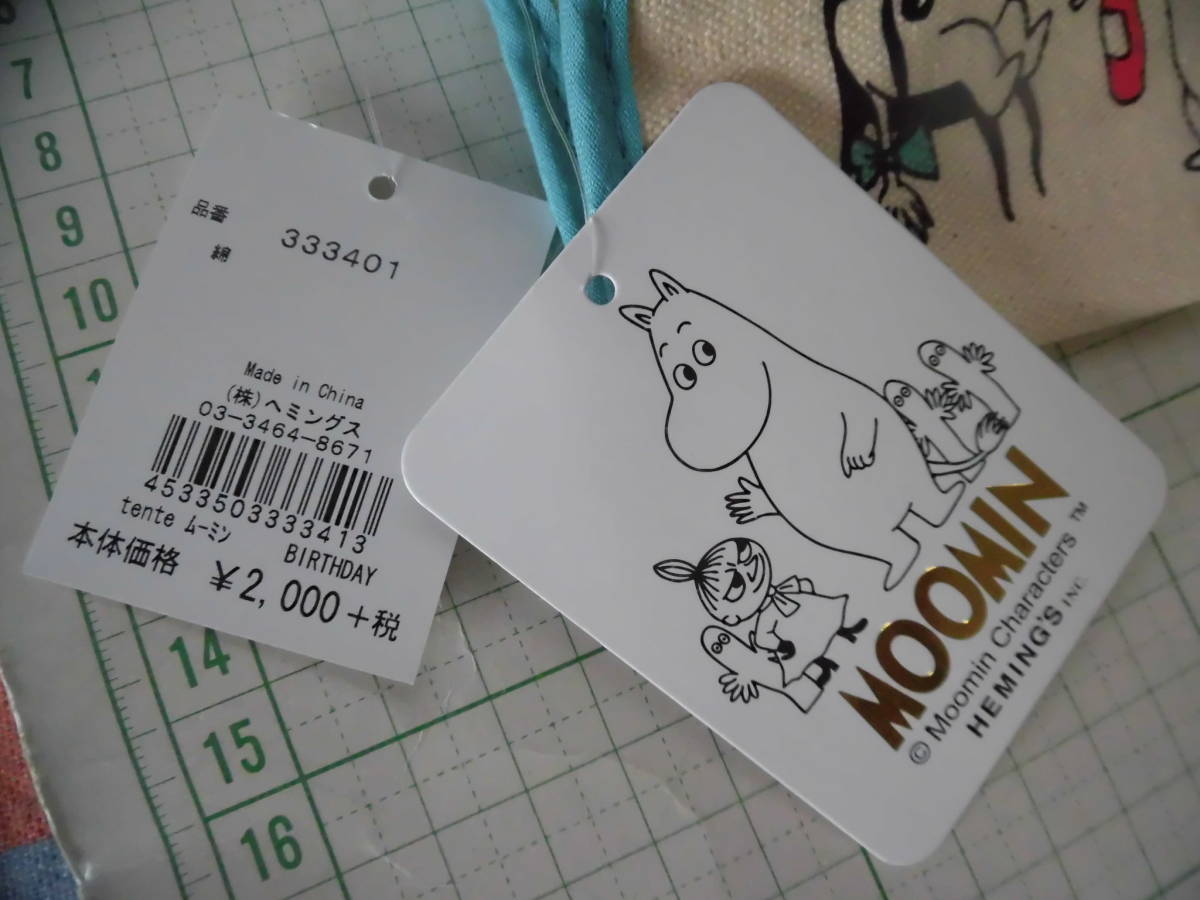 7
8
9
10
14
15
16
品番 333401
綿
Made in China
(株)ヘミングス
03-3464-8671
4533503333413
tente ムーミン
BIRTHDAY
本体価格 ¥2,000+税
MOOMIN
© Moomin Characters ™
HEMING'S INC.